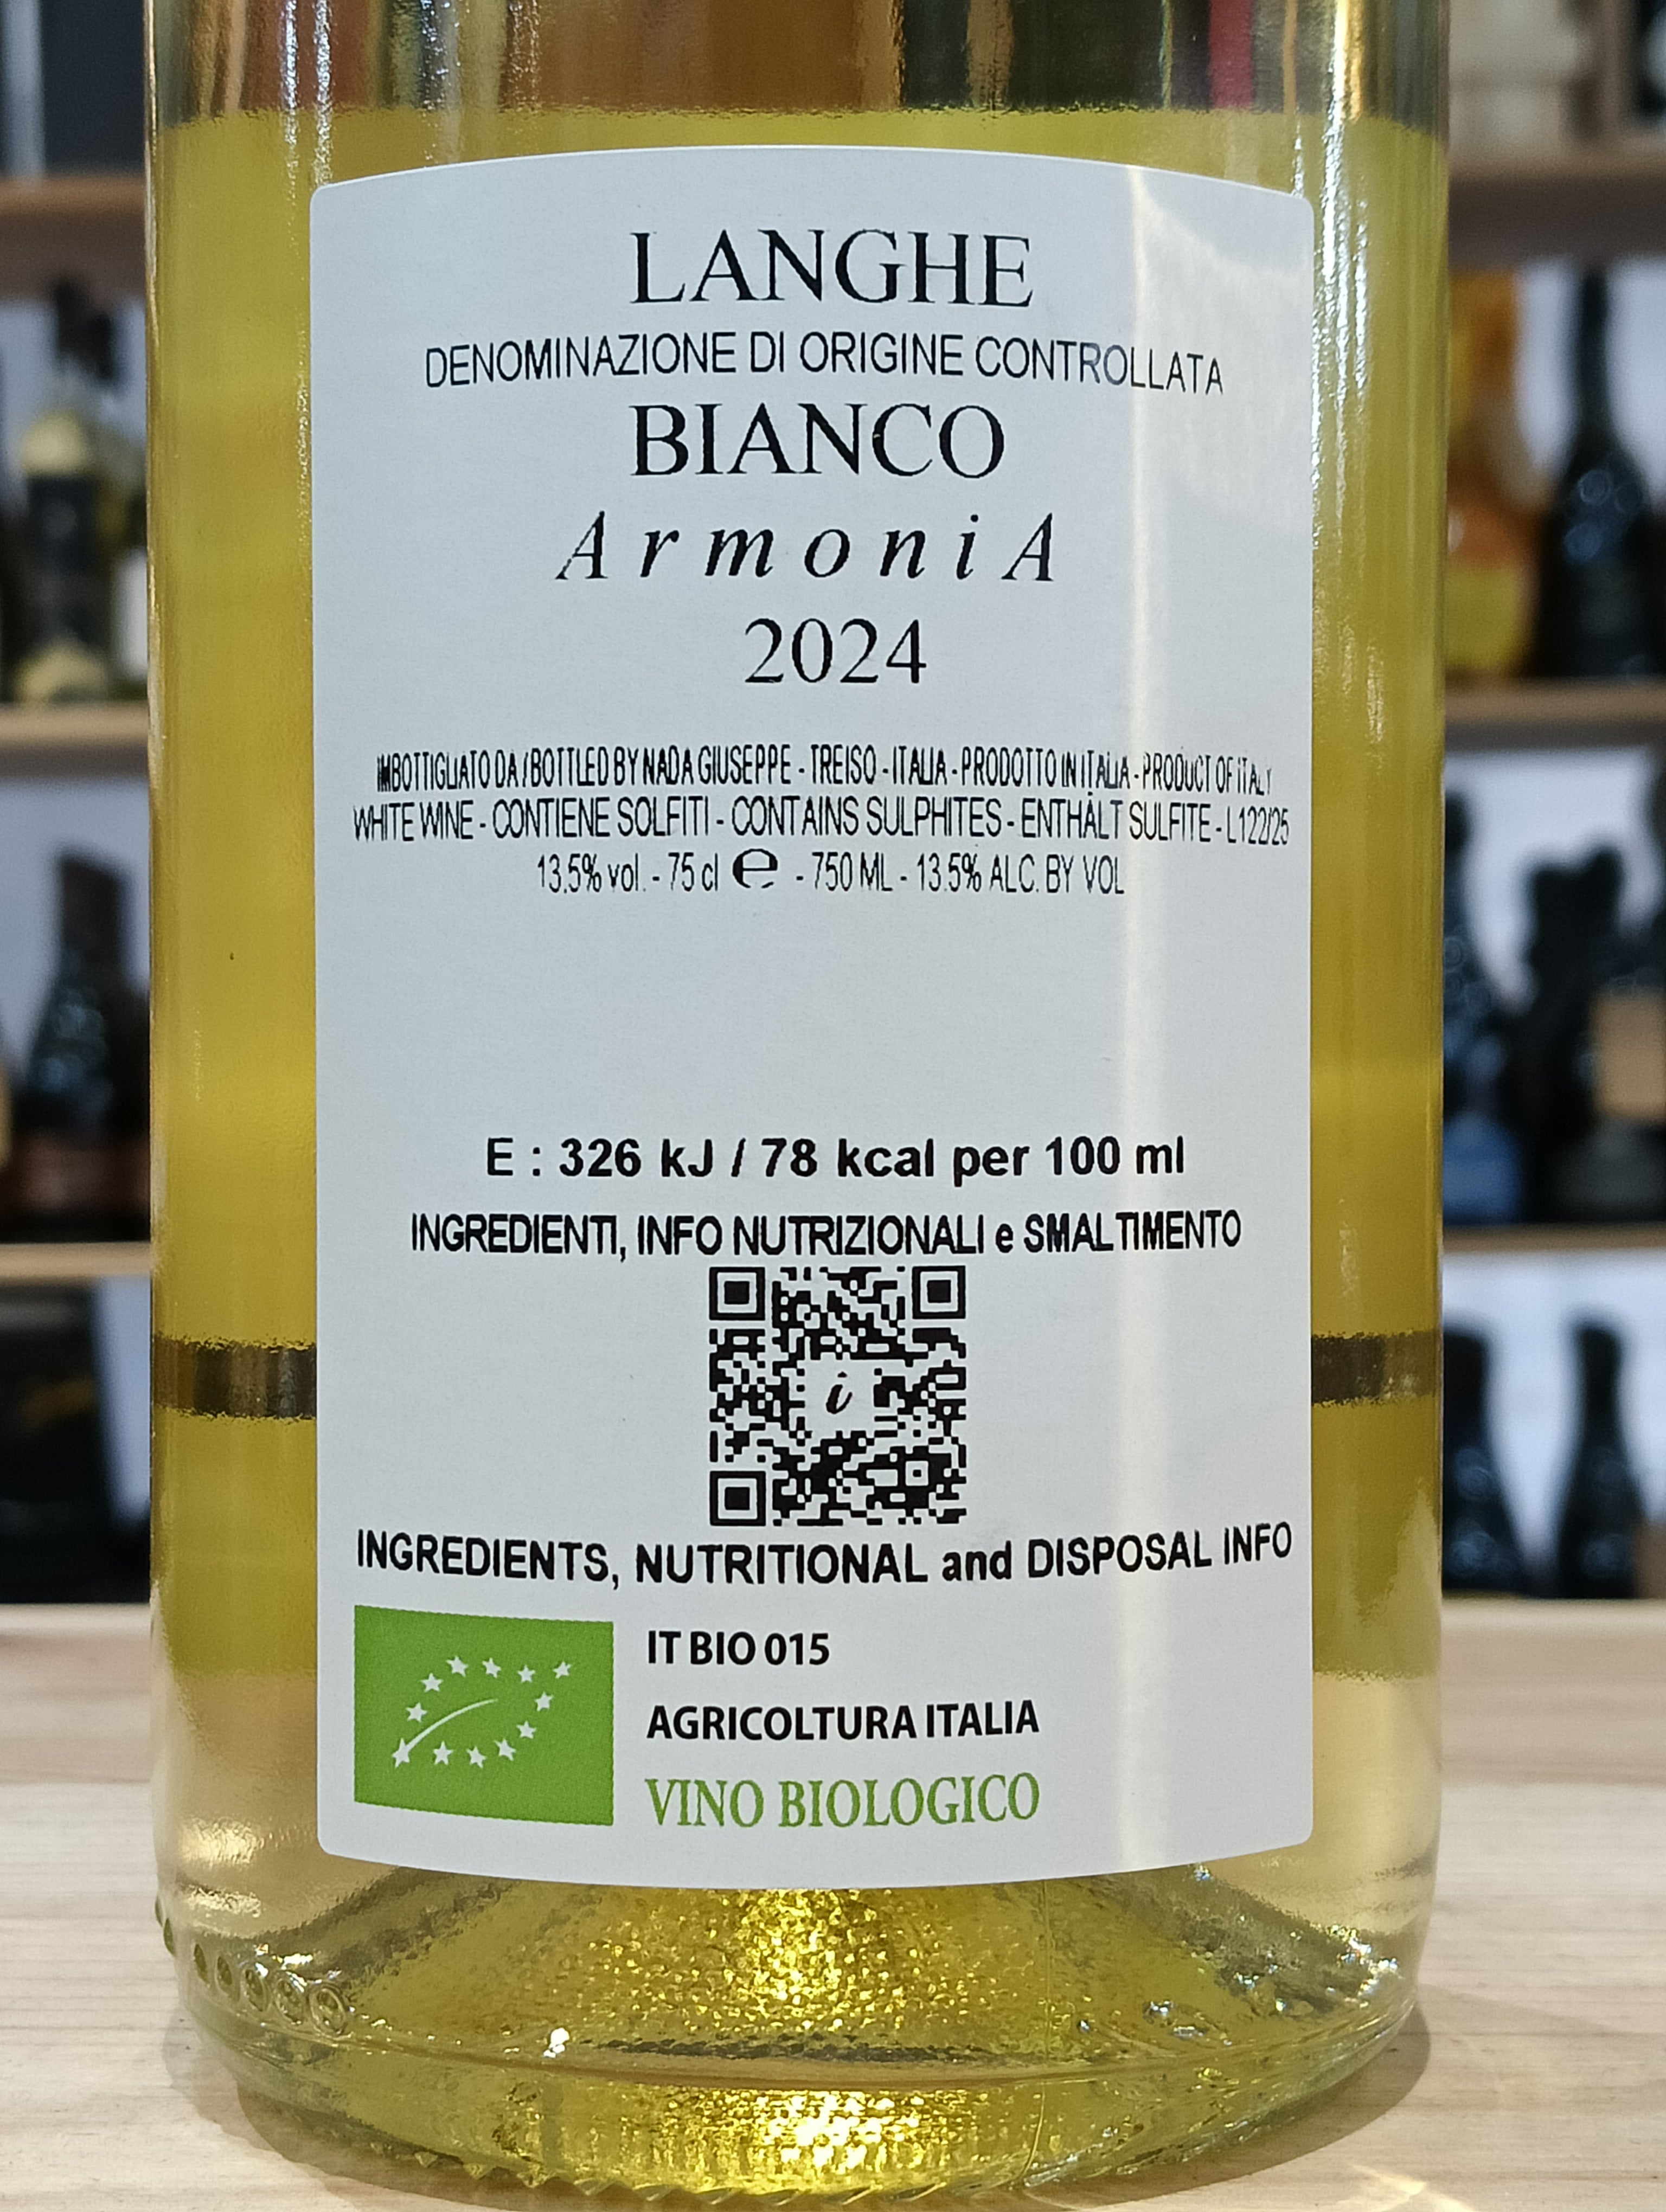 LANGHE
DENOMINAZIONE DI ORIGINE CONTROLLATA
BIANCO
ArmoniA
2024
IMBOTTIGLIATO DA / BOTTLED BY NADA GIUSEPPE - TREISO - ITALIA - PRODOTTO IN ITALIA - PRODUCT OF ITALY
WHITE WINE - CONTIENE SOLFITI - CONTAINS SULPHITES - ENTHÄLT SULFITE - L122/25
13.5% vol. - 75 cl e - 750 ML - 13.5% ALC. BY VOL
E : 326 kJ / 78 kcal per 100 ml
INGREDIENTI, INFO NUTRIZIONALI e SMALTIMENTO
i
INGREDIENTS, NUTRITIONAL and DISPOSAL INFO
IT BIO 015
AGRICOLTURA ITALIA
VINO BIOLOGICO